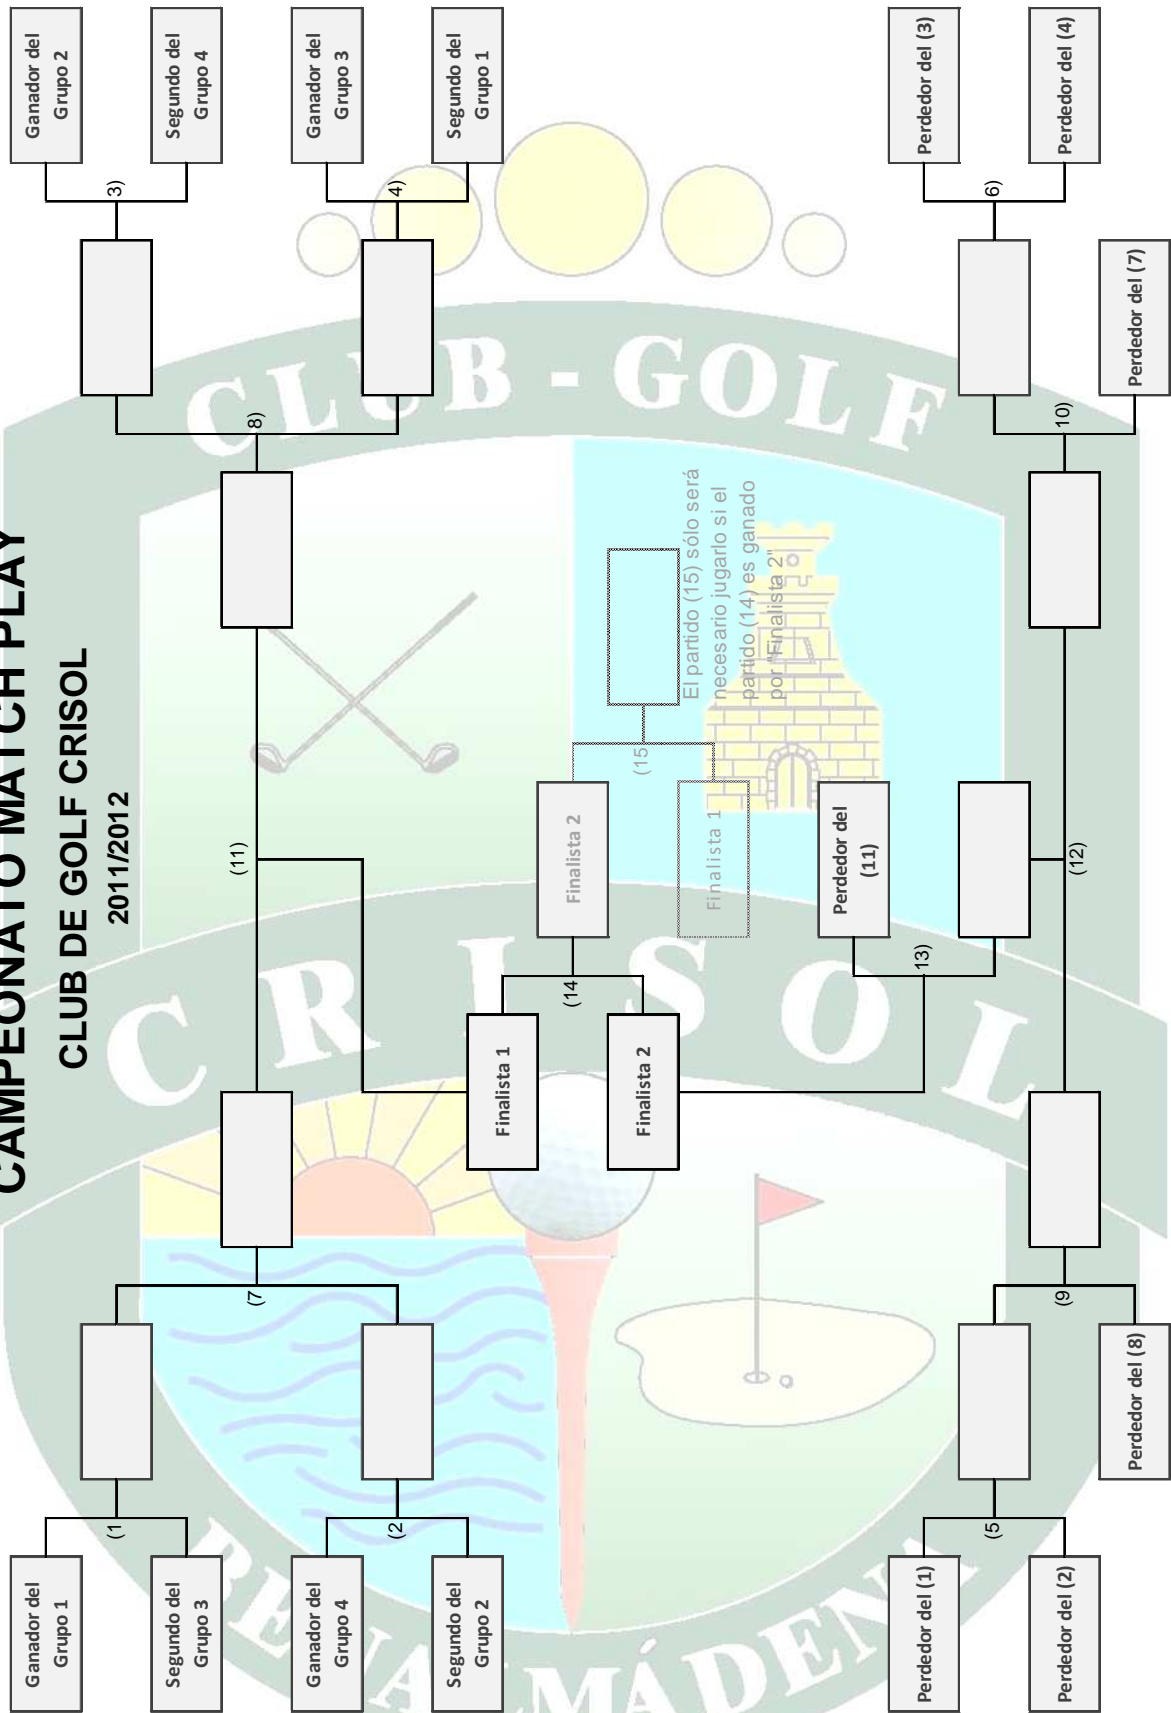 CAMPEONATO MATCH PLAY
CLUB DE GOLF CRISOL
2011/2012
Ganador del
Grupo 1
(1
Segundo del
Grupo 3
Ganador del
Grupo 4
(2
Segundo del
Grupo 2
(7
(11)
Ganador del
Grupo 2
3)
Segundo del
Grupo 4
Ganador del
Grupo 3
4)
Segundo del
Grupo 1
8)
Finalista 1
(14
Finalista 2
Finalista 2
(15
Finalista 1
El partido (15) sólo será
necesario jugarlo si el
partido (14) es ganado
por "Finalista 2"
Perdedor del
(11)
13)
Perdedor del (1)
(5
Perdedor del (2)
(9
Perdedor del (8)
(12)
Perdedor del (3)
6)
Perdedor del (4)
10)
Perdedor del (7)
CLUB - GOLF
CRISOL
BENALMÁDENA